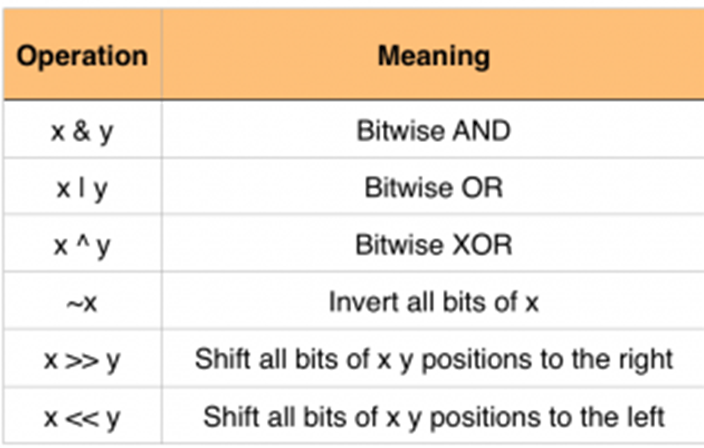 Operation Meaning
x & y Bitwise AND
x | y Bitwise OR
x ^ y Bitwise XOR
~x Invert all bits of x
x >> y Shift all bits of x y positions to the right
x << y Shift all bits of x y positions to the left